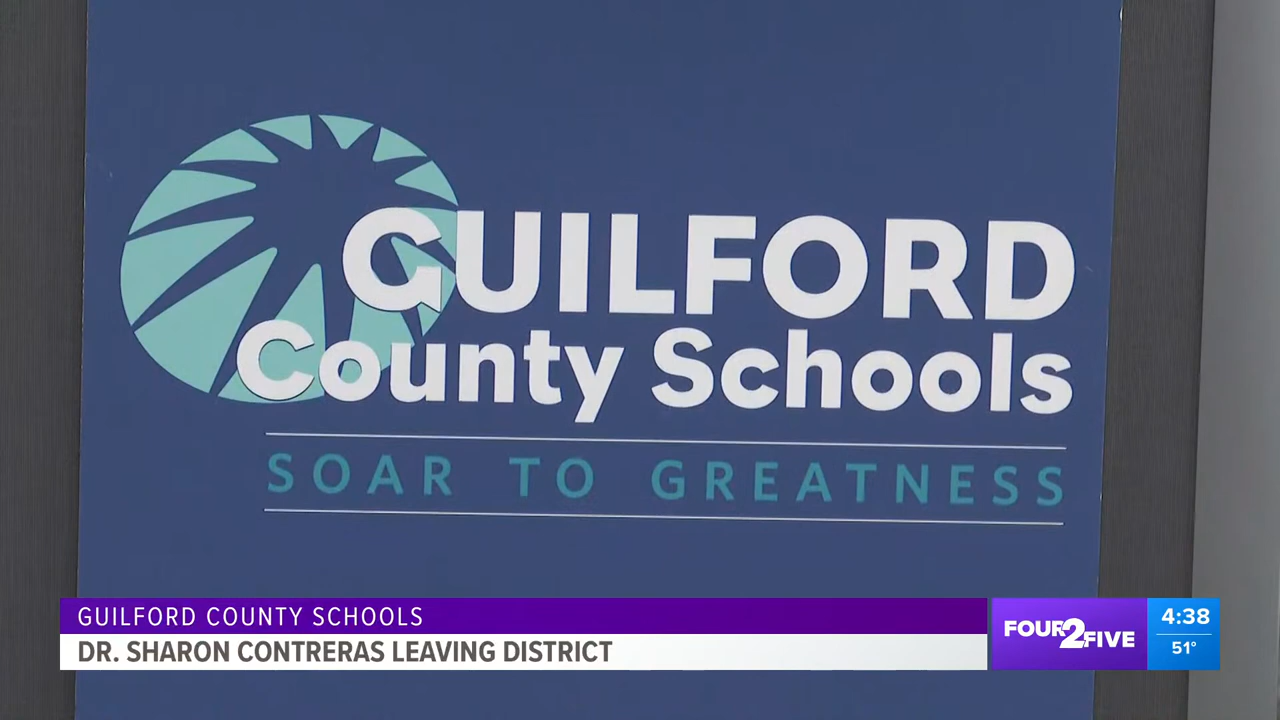 GUILFORD
County Schools
SOAR TO GREATNESS
GUILFORD COUNTY SCHOOLS
DR. SHARON CONTRERAS LEAVING DISTRICT
FOUR2FIVE
4:38
51°